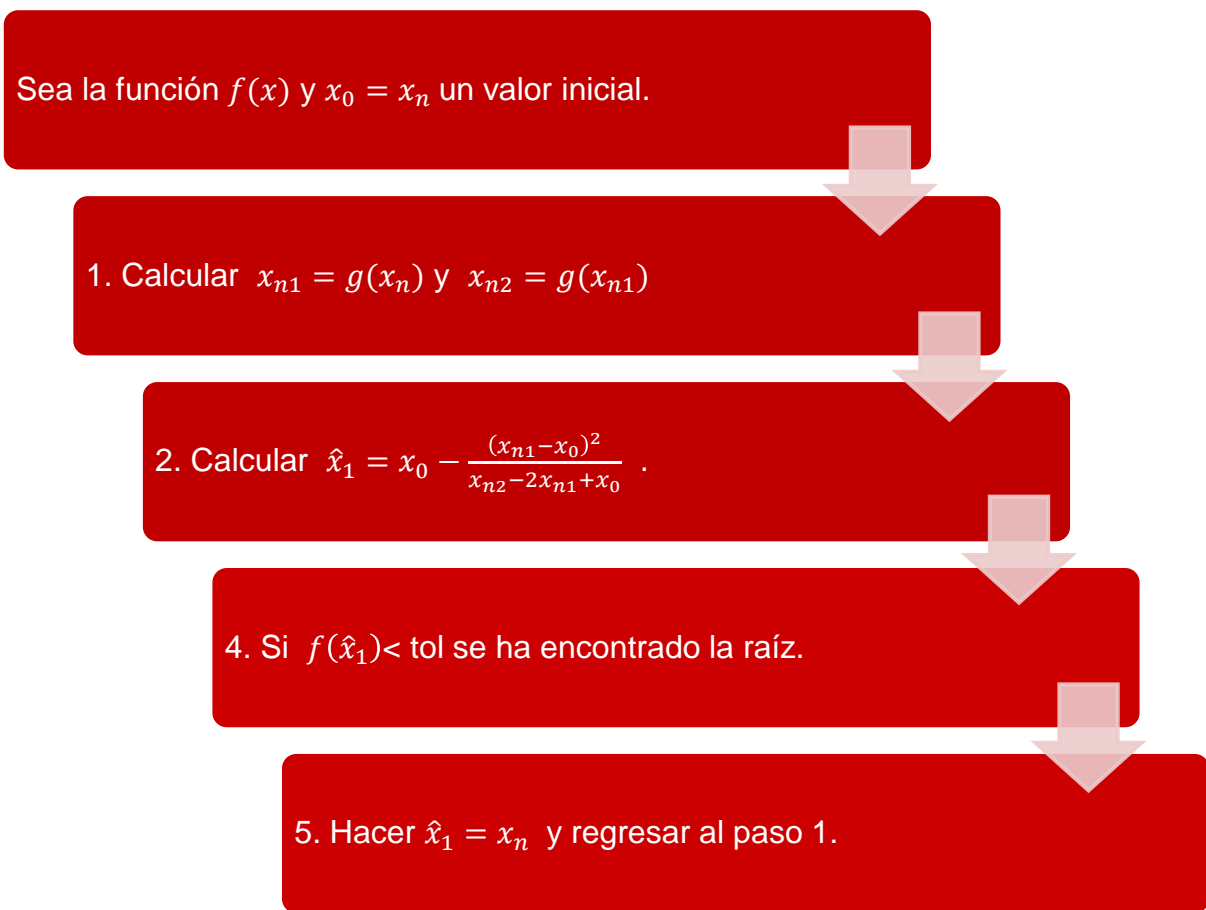 Sea la función 𝑓(𝑥) y 𝑥₀ = 𝑥ₙ un valor inicial.
1. Calcular 𝑥ₙ₁ = 𝑔(𝑥ₙ) y 𝑥ₙ₂ = 𝑔(𝑥ₙ₁)
2. Calcular x̂₁ = 𝑥₀ − (𝑥ₙ₁−𝑥₀)² / 𝑥ₙ₂−2𝑥ₙ₁+𝑥₀ .
4. Si 𝑓(x̂₁)< tol se ha encontrado la raíz.
5. Hacer x̂₁ = 𝑥ₙ y regresar al paso 1.